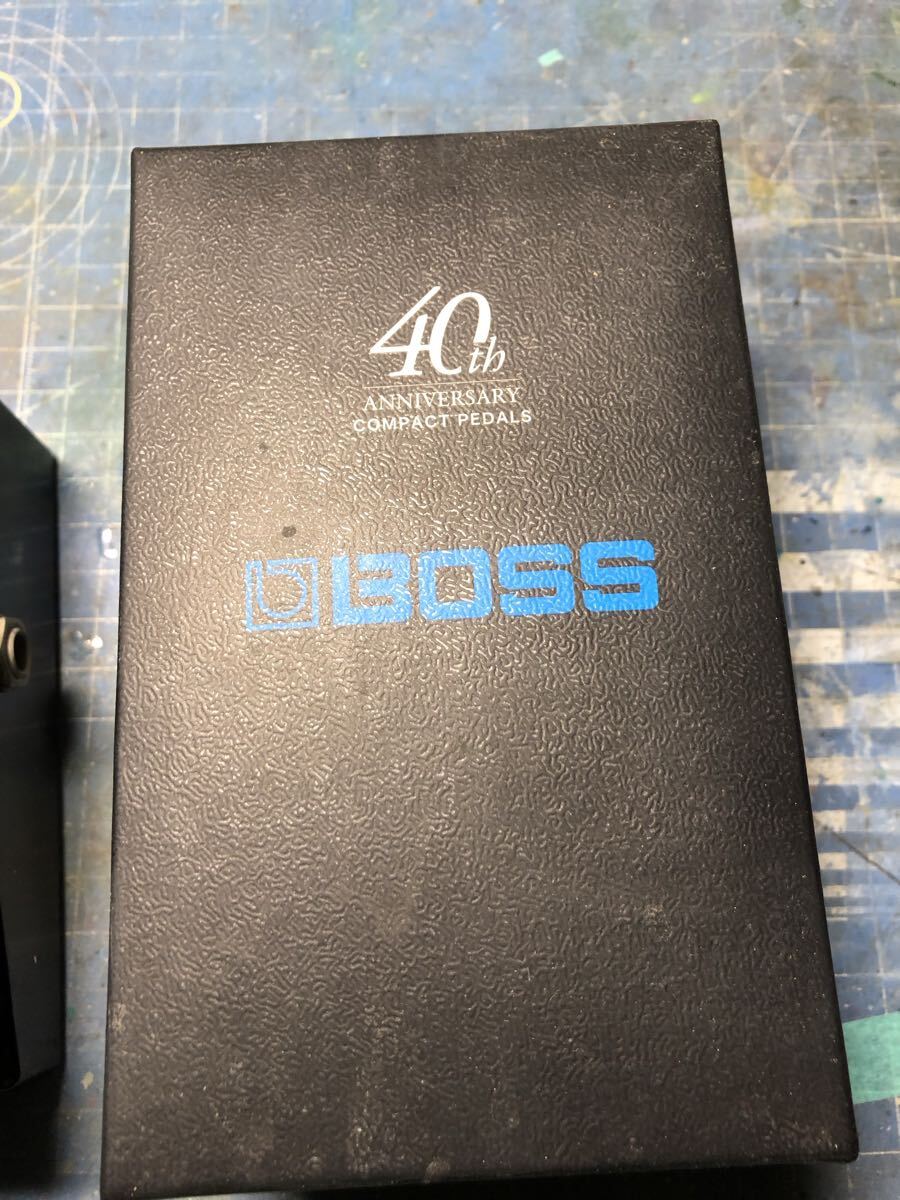 40th
ANNIVERSARY
COMPACT PEDALS
BOSS